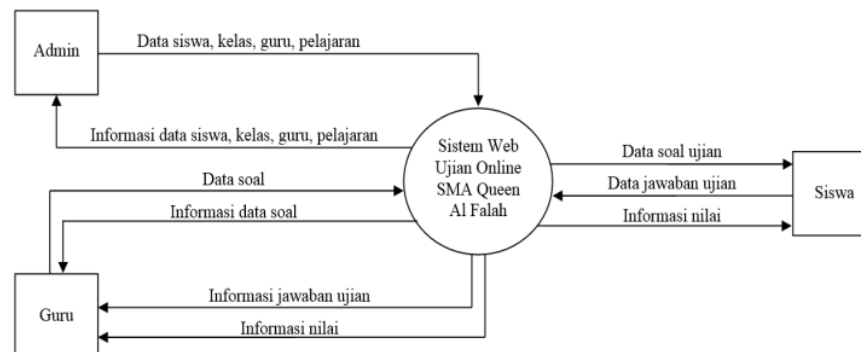 Admin
Data siswa, kelas, guru, pelajaran
Informasi data siswa, kelas, guru, pelajaran
Sistem Web
Ujian Online
SMA Queen
Al Falah
Data soal ujian
Data jawaban ujian
Informasi nilai
Siswa
Data soal
Informasi data soal
Guru
Informasi jawaban ujian
Informasi nilai